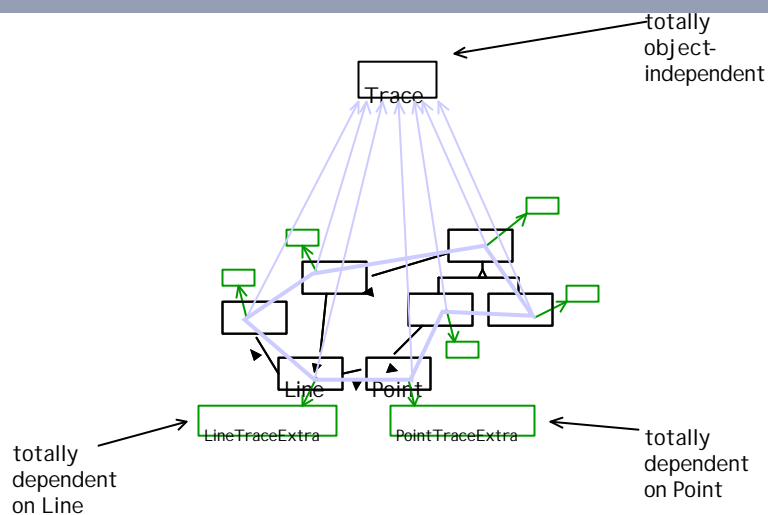 totally
object-
independent
Trace
Line
Point
LineTraceExtra
PointTraceExtra
totally
dependent
on Line
totally
dependent
on Point